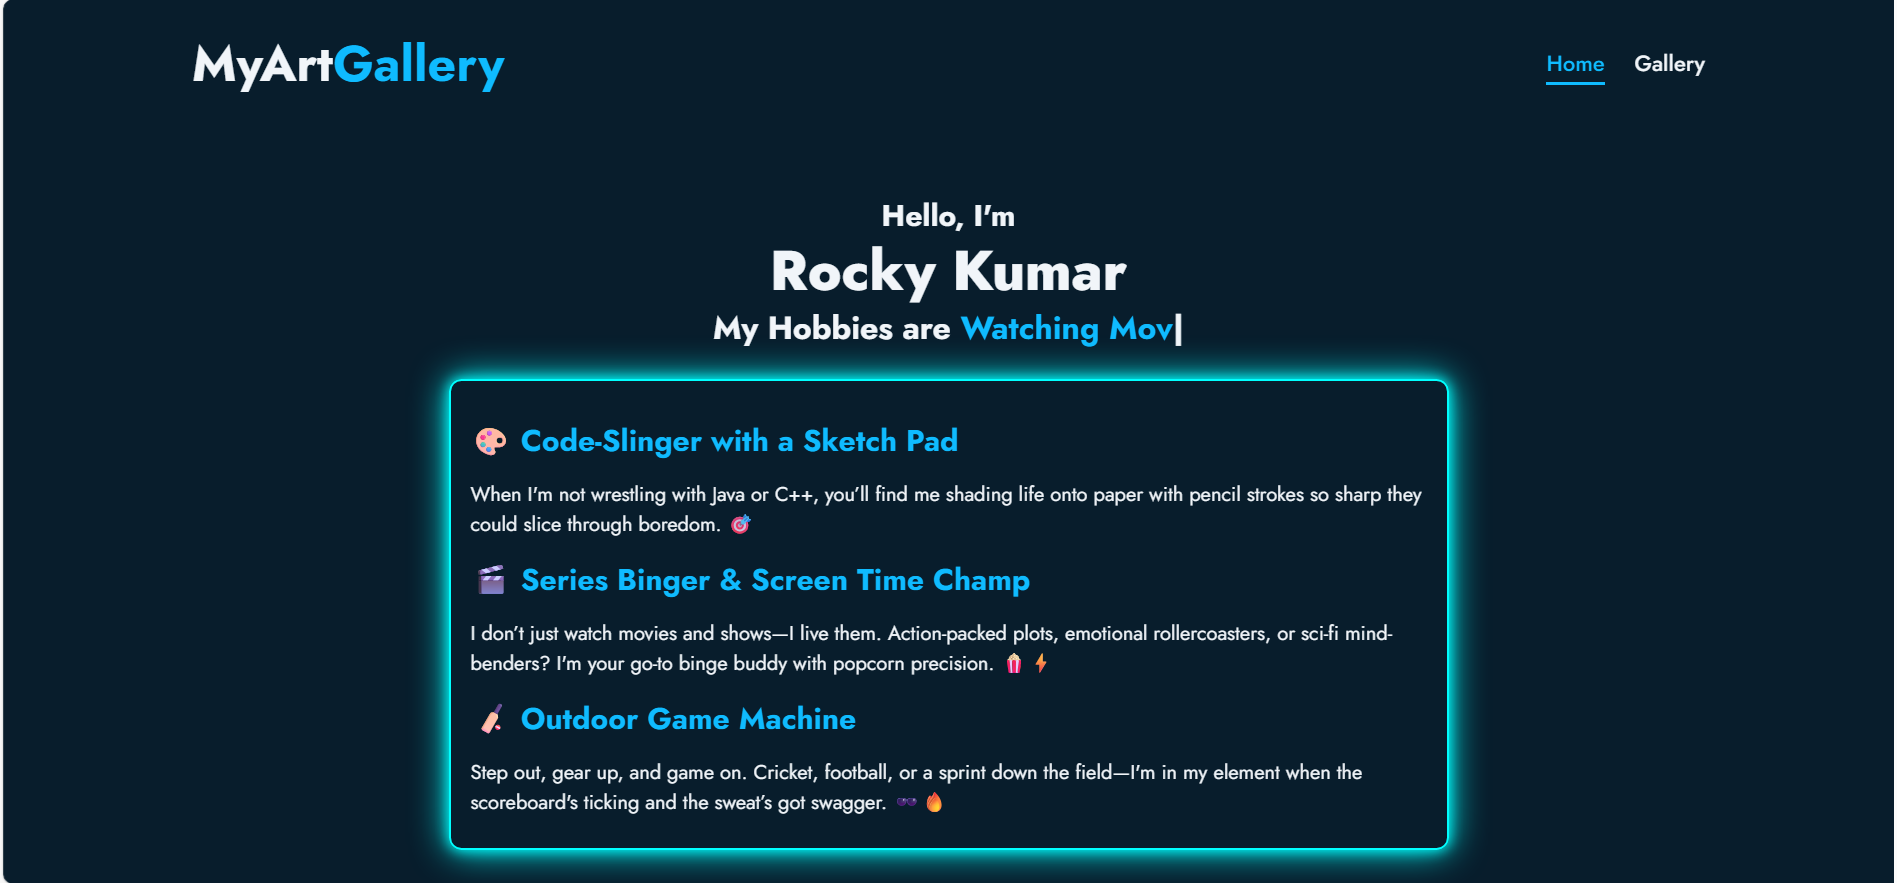 MyArtGallery
Home Gallery
Hello, I'm
Rocky Kumar
My Hobbies are Watching Mov|
🎨 Code-Slinger with a Sketch Pad
When I'm not wrestling with Java or C++, you’ll find me shading life onto paper with pencil strokes so sharp they
could slice through boredom. 🎯
🎬 Series Binger & Screen Time Champ
I don’t just watch movies and shows—I live them. Action-packed plots, emotional rollercoasters, or sci-fi mind-
benders? I'm your go-to binge buddy with popcorn precision. 🍿⚡
🏏 Outdoor Game Machine
Step out, gear up, and game on. Cricket, football, or a sprint down the field—I'm in my element when the
scoreboard's ticking and the sweat’s got swagger. 🕶️🔥